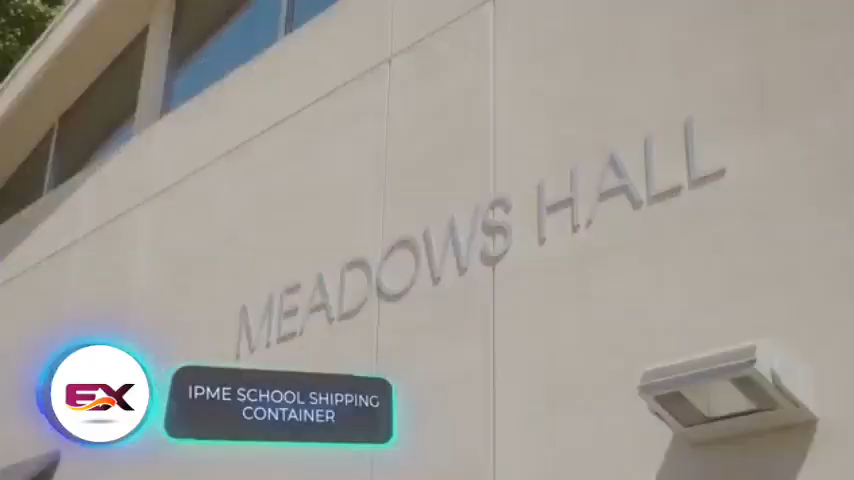 MEADOWS HALL
EX
IPME SCHOOL SHIPPING
CONTAINER